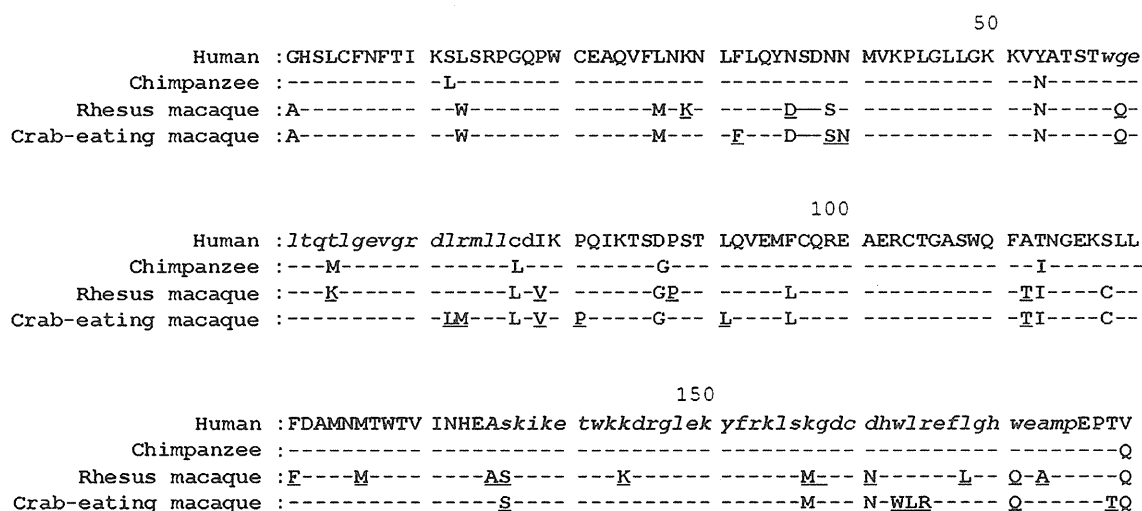 50
Human :GHSLCFNFTI KSLSRPGQPW CEAQVFLNKN LFLQYNSDNN MVKPLGLLGK KVYATSTwge
Chimpanzee :---------- -L-------- ---------- ---------- ---------- --N-------
Rhesus macaque :A--------- --W------- ------M-K- -----D—S- ---------- --N-----Q-
Crab-eating macaque :A--------- --W------- ------M--- -F---D—SN ---------- --N-----Q-
100
Human :ltqtlgevgr dlrmllcdIK PQIKTSDPST LQVEMFCQRE AERCTGASWQ FATNGEKSLL
Chimpanzee :---M------ ------L--- ------G--- ---------- ---------- --I-------
Rhesus macaque :---K------ ------L-V- ------GP-- -----L---- ---------- -TI----C--
Crab-eating macaque :---------- -LM---L-V- P-----G--- L----L---- ---------- -TI----C--
150
Human :FDAMNMTWTV INHEAskike twkkdrglek yfrklskgdc dhwlreflgh weampEPTV
Chimpanzee :---------- ---------- ---------- ---------- ---------- --------Q
Rhesus macaque :F----M---- ----AS---- ---K------ ------M--- N------L-- Q-A-----Q
Crab-eating macaque :---------- -----S---- ---------- ------M--- N-WLR----- Q------TQ